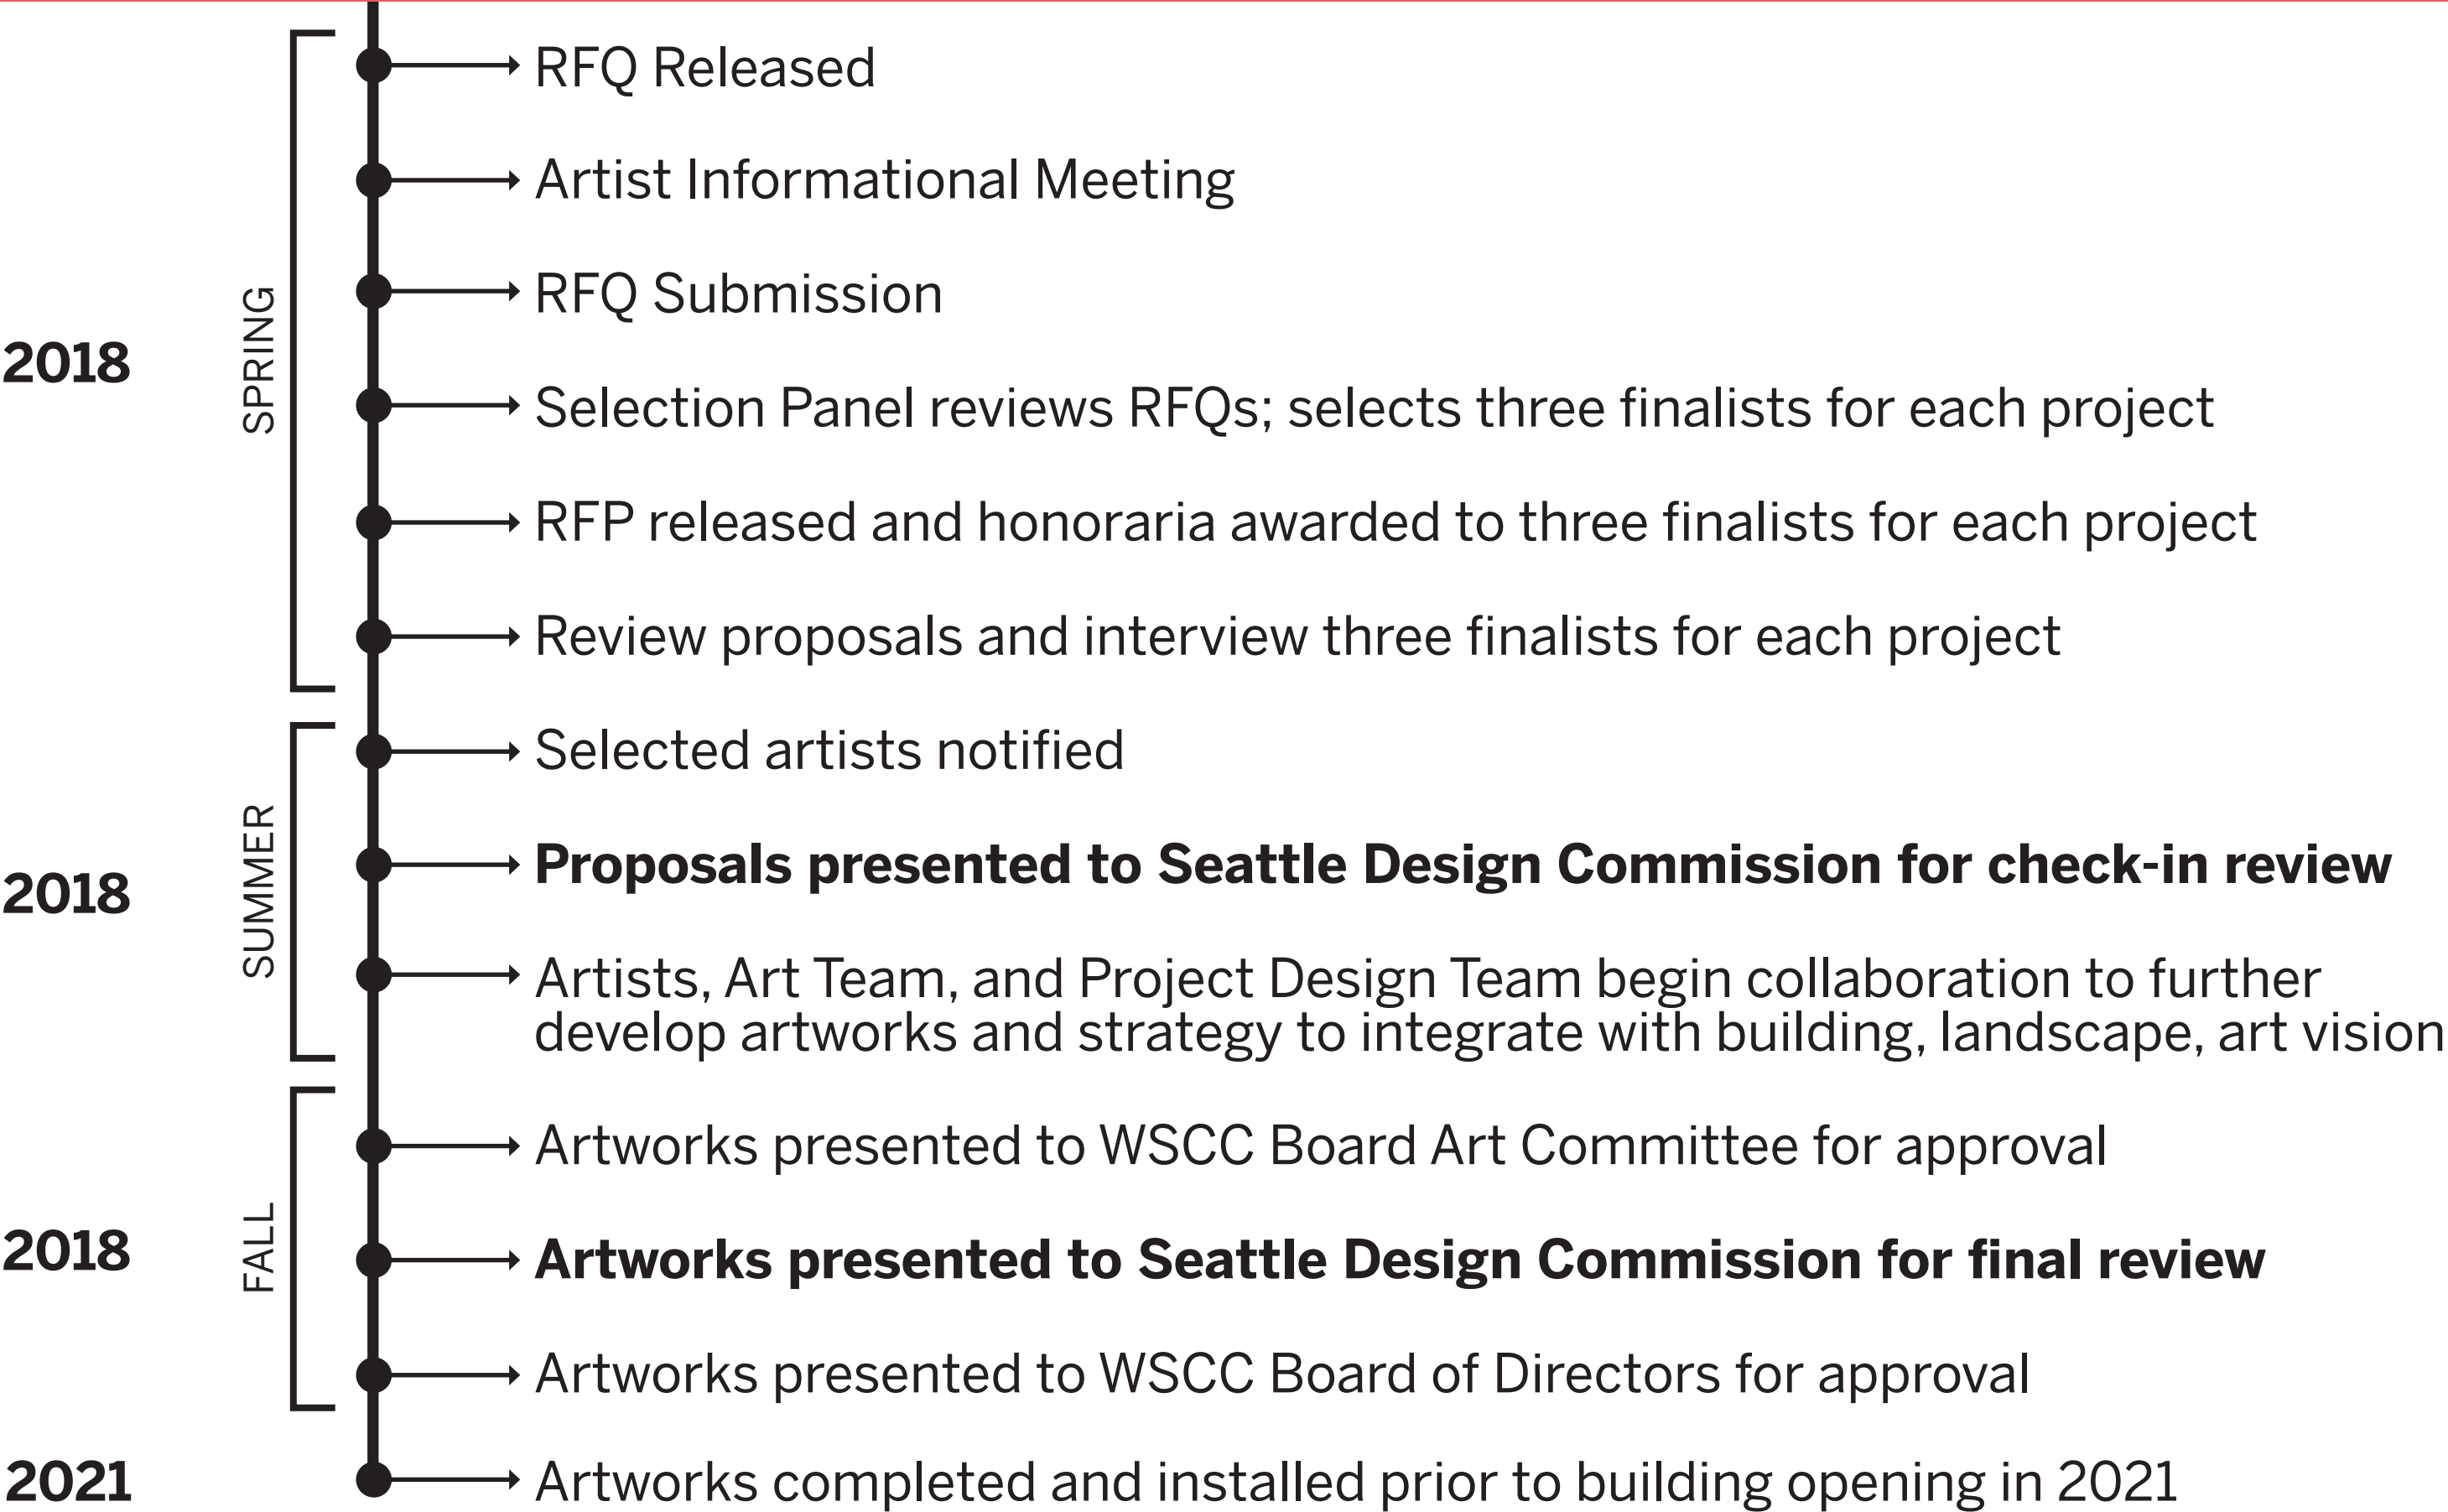 RFQ Released
Artist Informational Meeting
RFQ Submission
2018
SPRING
Selection Panel reviews RFQs; selects three finalists for each project
RFP released and honoraria awarded to three finalists for each project
Review proposals and interview three finalists for each project
Selected artists notified
2018
SUMMER
Proposals presented to Seattle Design Commission for check-in review
Artists, Art Team, and Project Design Team begin collaboration to further
develop artworks and strategy to integrate with building, landscape, art vision
Artworks presented to WSCC Board Art Committee for approval
2018
FALL
Artworks presented to Seattle Design Commission for final review
Artworks presented to WSCC Board of Directors for approval
2021
Artworks completed and installed prior to building opening in 2021